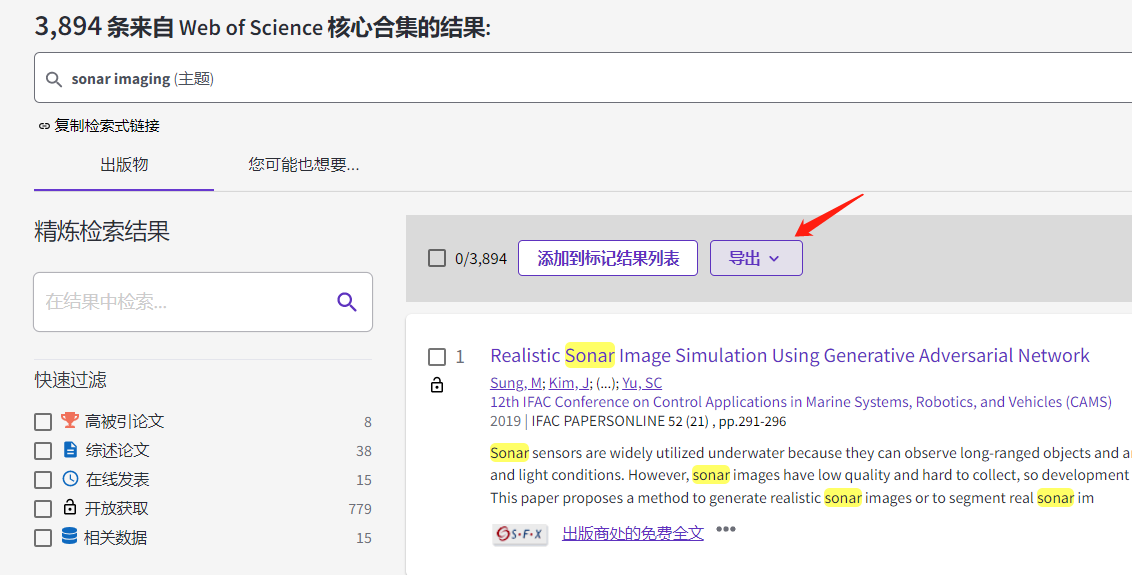 3,894 条来自 Web of Science 核心合集的结果:
sonar imaging (主题)
复制检索式链接
出版物 您可能也想要...
精炼检索结果
0/3,894 添加到标记结果列表 导出
在结果中检索...
快速过滤
高被引论文 8
综述论文 38
在线发表 15
开放获取 779
相关数据 15
1 Realistic Sonar Image Simulation Using Generative Adversarial Network
Sung, M; Kim, J; (...); Yu, SC
12th IFAC Conference on Control Applications in Marine Systems, Robotics, and Vehicles (CAMS)
2019 | IFAC PAPERSONLINE 52 (21) , pp.291-296
Sonar sensors are widely utilized underwater because they can observe long-ranged objects and a
and light conditions. However, sonar images have low quality and hard to collect, so development
This paper proposes a method to generate realistic sonar images or to segment real sonar im
S·F·X 出版商处的免费全文 •••